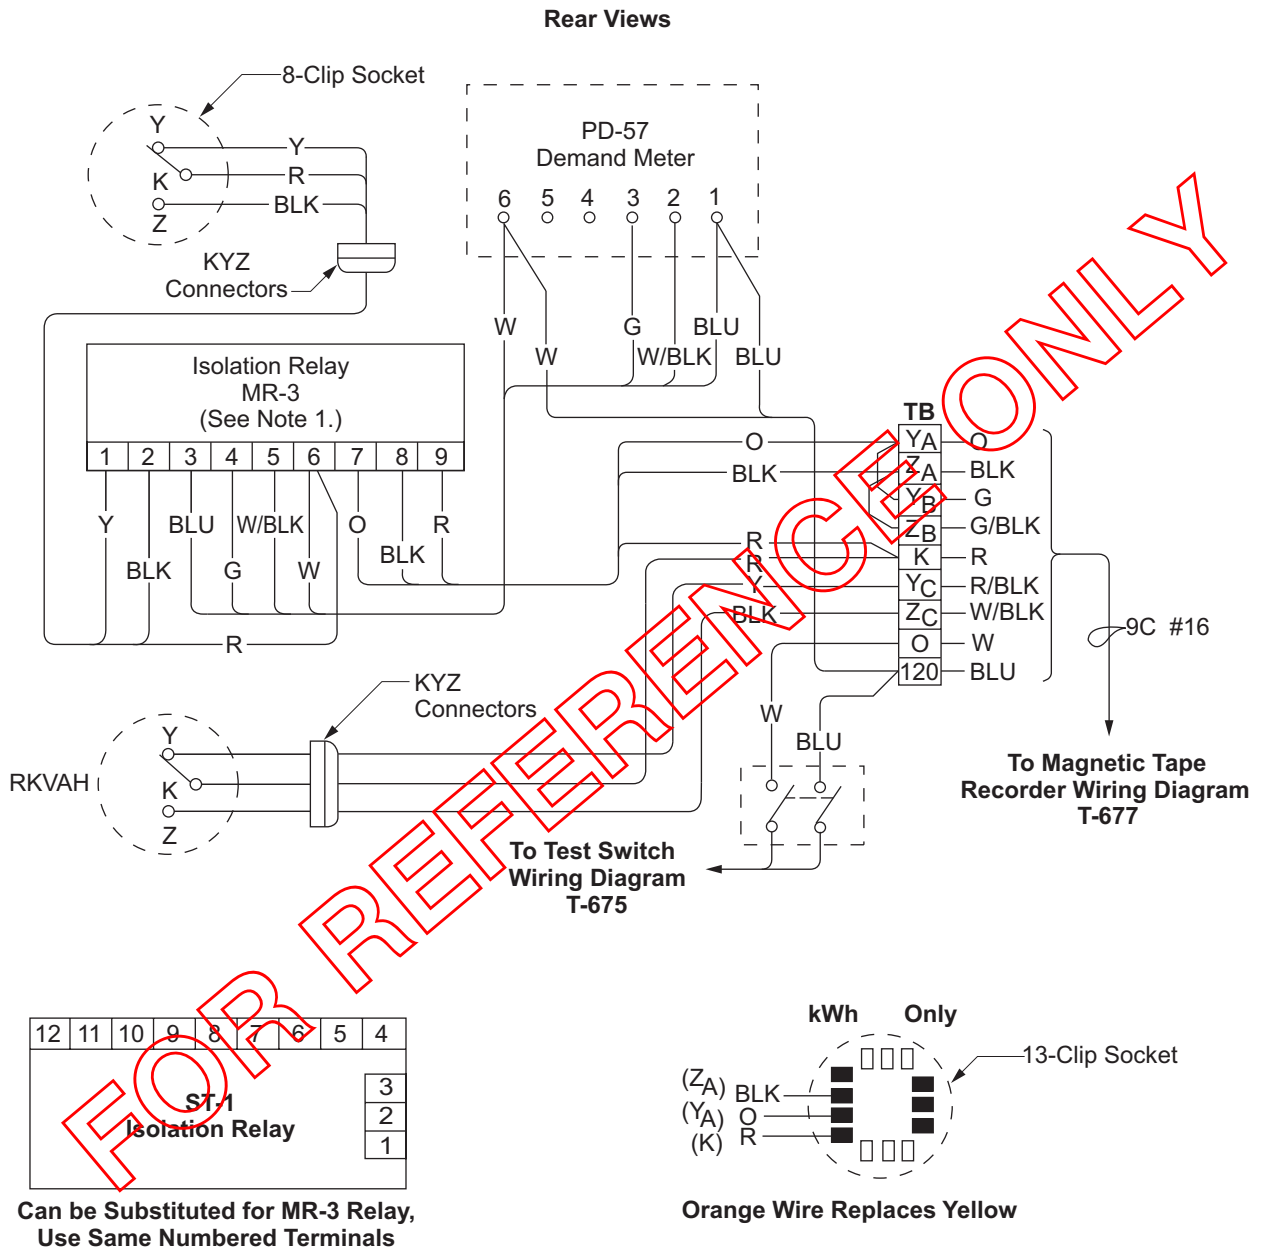 Rear Views
8-Clip Socket
Y
K
Z
Y
R
BLK
KYZ
Connectors
PD-57
Demand Meter
6 5 4 3 2 1
W
W
G
W/BLK
BLU
BLU
Isolation Relay
MR-3
(See Note 1.)
1 2 3 4 5 6 7 8 9
Y
BLK
BLU
G
W/BLK
W
O
BLK
R
R
O
BLK
R
R
Y
BLK
TB
YA O
ZA BLK
YB G
ZB G/BLK
K R
YC R/BLK
ZC W/BLK
O W
120 BLU
9C #16
To Magnetic Tape
Recorder Wiring Diagram
T-677
W
BLU
RKVAH
Y
K
Z
KYZ
Connectors
To Test Switch
Wiring Diagram
T-675
FOR REFERENCE ONLY
12 11 10 9 8 7 6 5 4
3
2
1
ST-1
Isolation Relay
Can be Substituted for MR-3 Relay,
Use Same Numbered Terminals
kWh Only
13-Clip Socket
(ZA) BLK
(YA) O
(K) R
Orange Wire Replaces Yellow